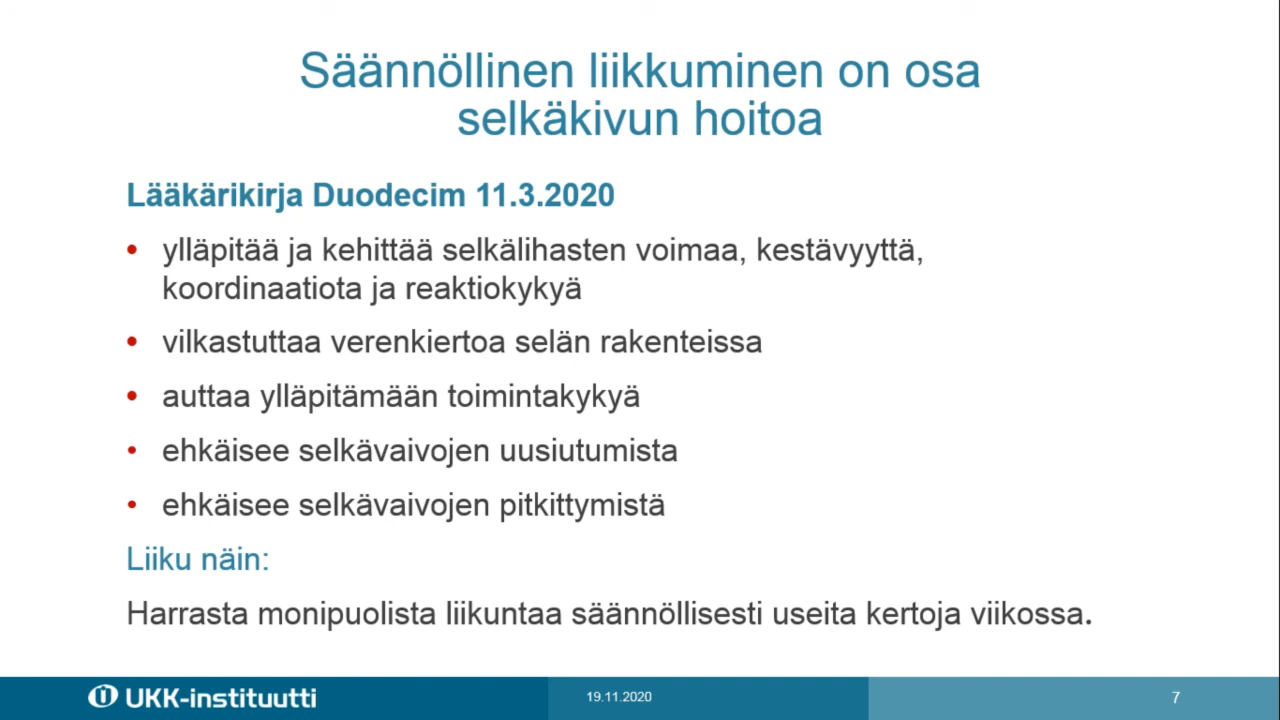 Säännöllinen liikkuminen on osa
selkäkivun hoitoa
Lääkärikirja Duodecim 11.3.2020
• ylläpitää ja kehittää selkälihasten voimaa, kestävyyttä,
koordinaatiota ja reaktiokykyä
• vilkastuttaa verenkiertoa selän rakenteissa
• auttaa ylläpitämään toimintakykyä
• ehkäisee selkävaivojen uusiutumista
• ehkäisee selkävaivojen pitkittymistä
Liiku näin:
Harrasta monipuolista liikuntaa säännöllisesti useita kertoja viikossa.
UKK-instituutti
19.11.2020
7